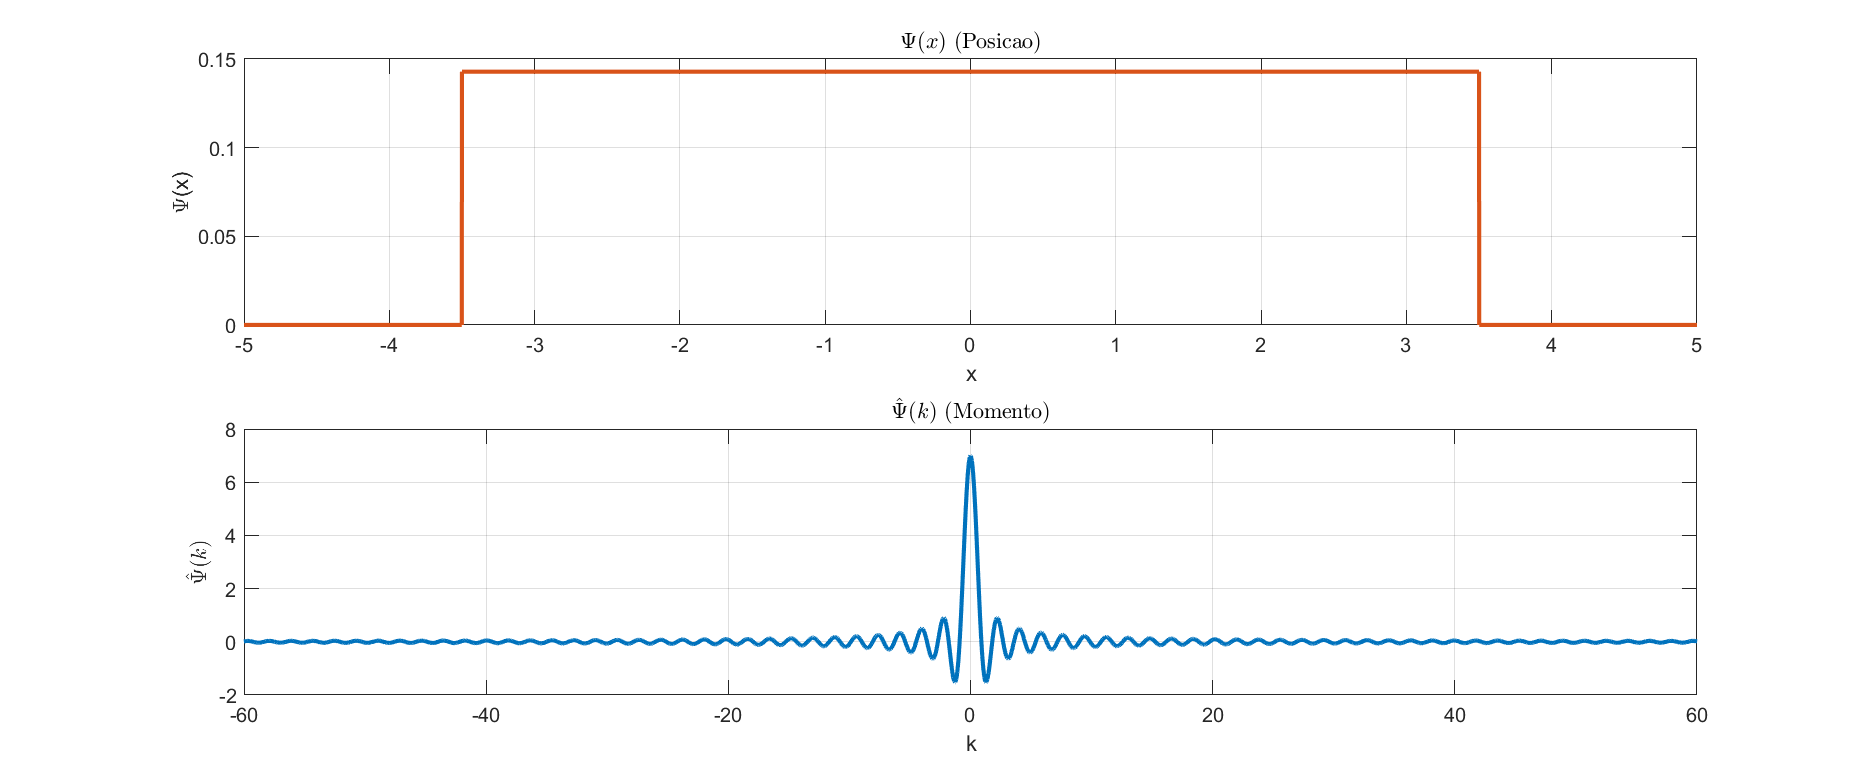 Ψ(x) (Posicao)
0.15
0.1
0.05
0
Ψ(x)
-5 -4 -3 -2 -1 0 1 2 3 4 5
x
Ψ̂(k) (Momento)
8
6
4
2
0
-2
Ψ̂(k)
-60 -40 -20 0 20 40 60
k